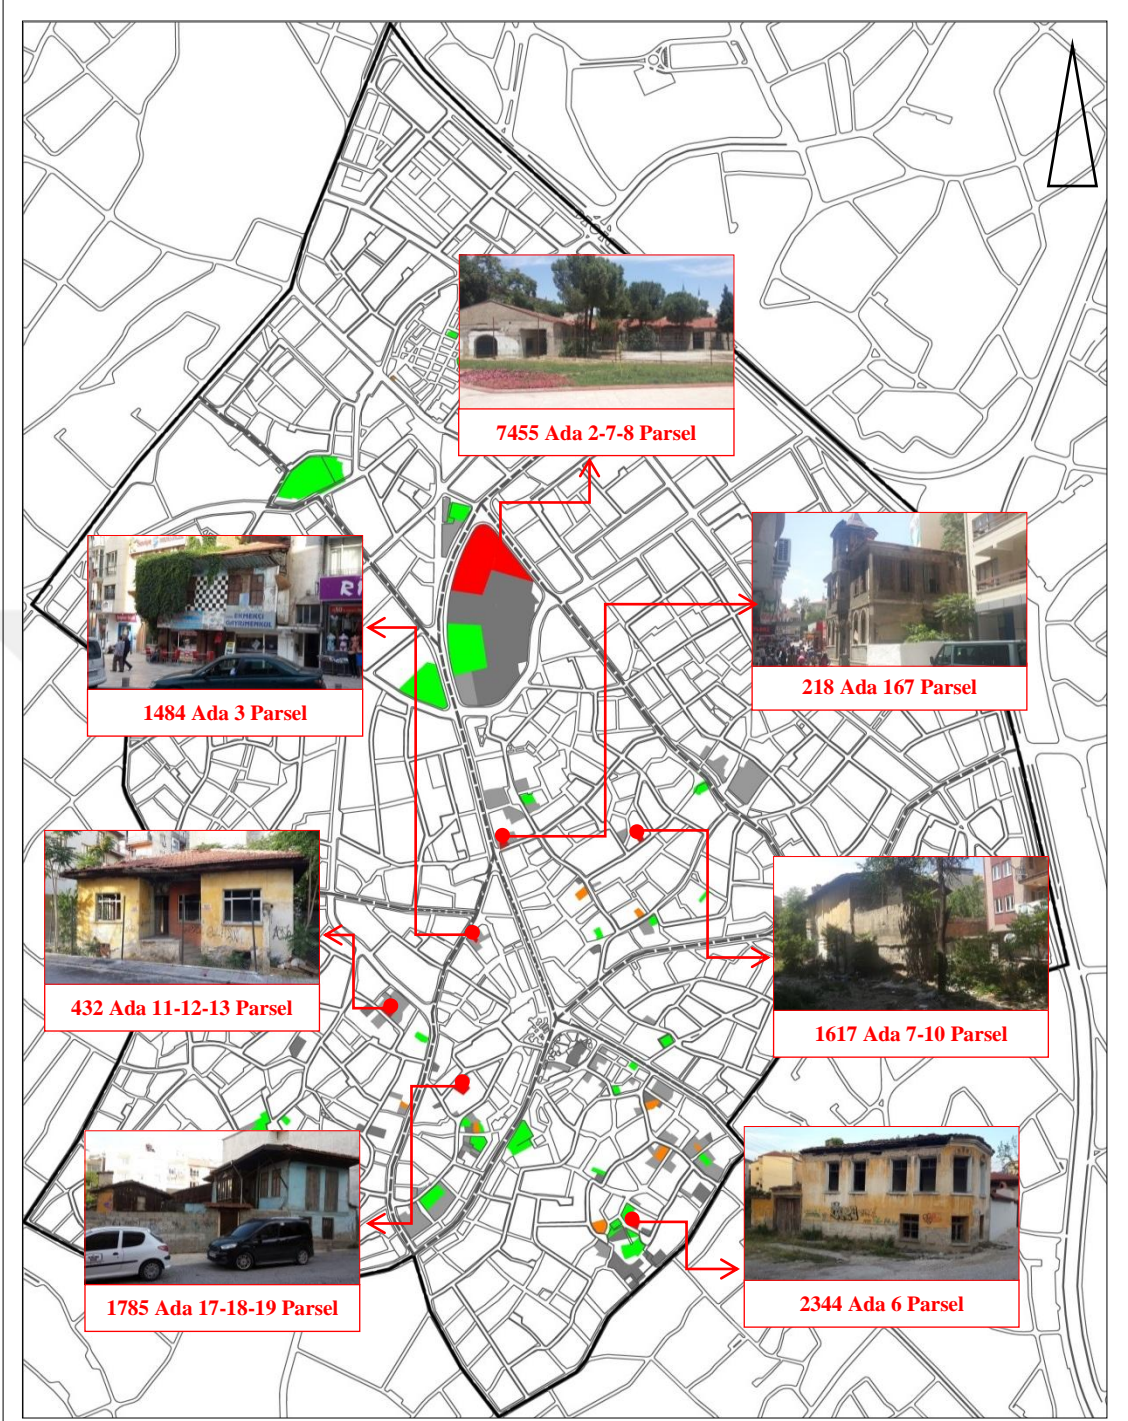 7455 Ada 2-7-8 Parsel
1484 Ada 3 Parsel
218 Ada 167 Parsel
432 Ada 11-12-13 Parsel
1617 Ada 7-10 Parsel
1785 Ada 17-18-19 Parsel
2344 Ada 6 Parsel